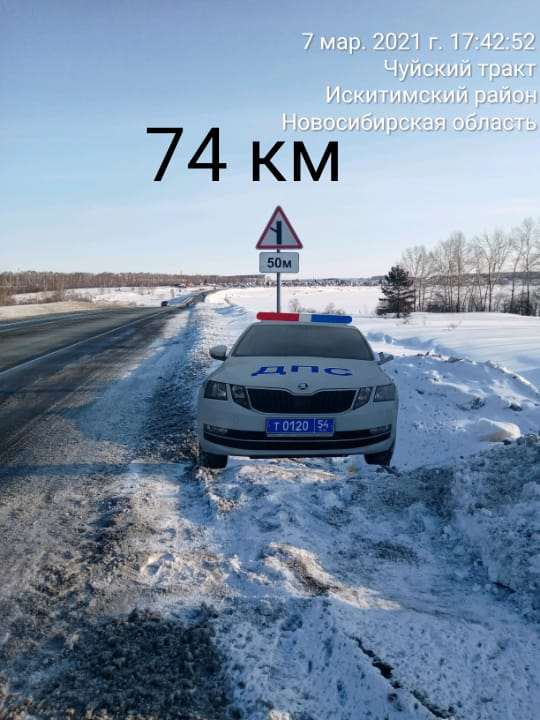 7 мар. 2021 г. 17:42:52
Чуйский тракт
Искитимский район
Новосибирская область
74 км
50м
ДПС
т 0120 54